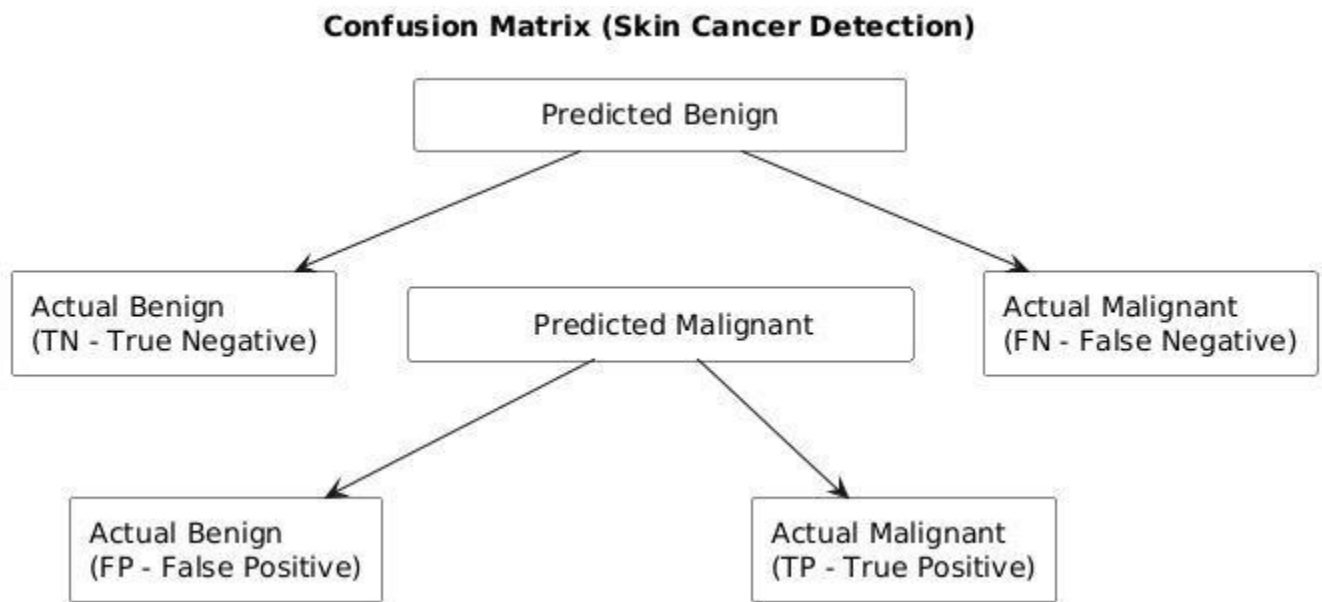 Confusion Matrix (Skin Cancer Detection)
Predicted Benign
Actual Benign
(TN - True Negative)
Predicted Malignant
Actual Malignant
(FN - False Negative)
Actual Benign
(FP - False Positive)
Actual Malignant
(TP - True Positive)